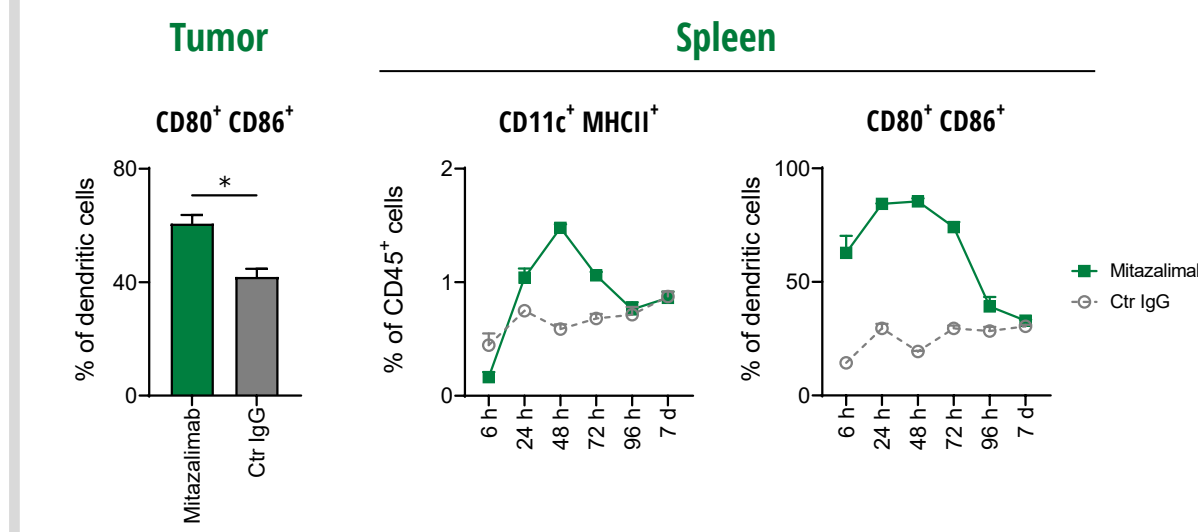 Tumor
Spleen
CD80⁺ CD86⁺
CD11c⁺ MHCII⁺
CD80⁺ CD86⁺
% of dendritic cells
80
40
0
*
Mitazalimab
Ctr IgG
% of CD45⁺ cells
2
1
0
6 h
24 h
48 h
72 h
96 h
7 d
% of dendritic cells
100
50
0
6 h
24 h
48 h
72 h
96 h
7 d
Mitazalimab
Ctr IgG